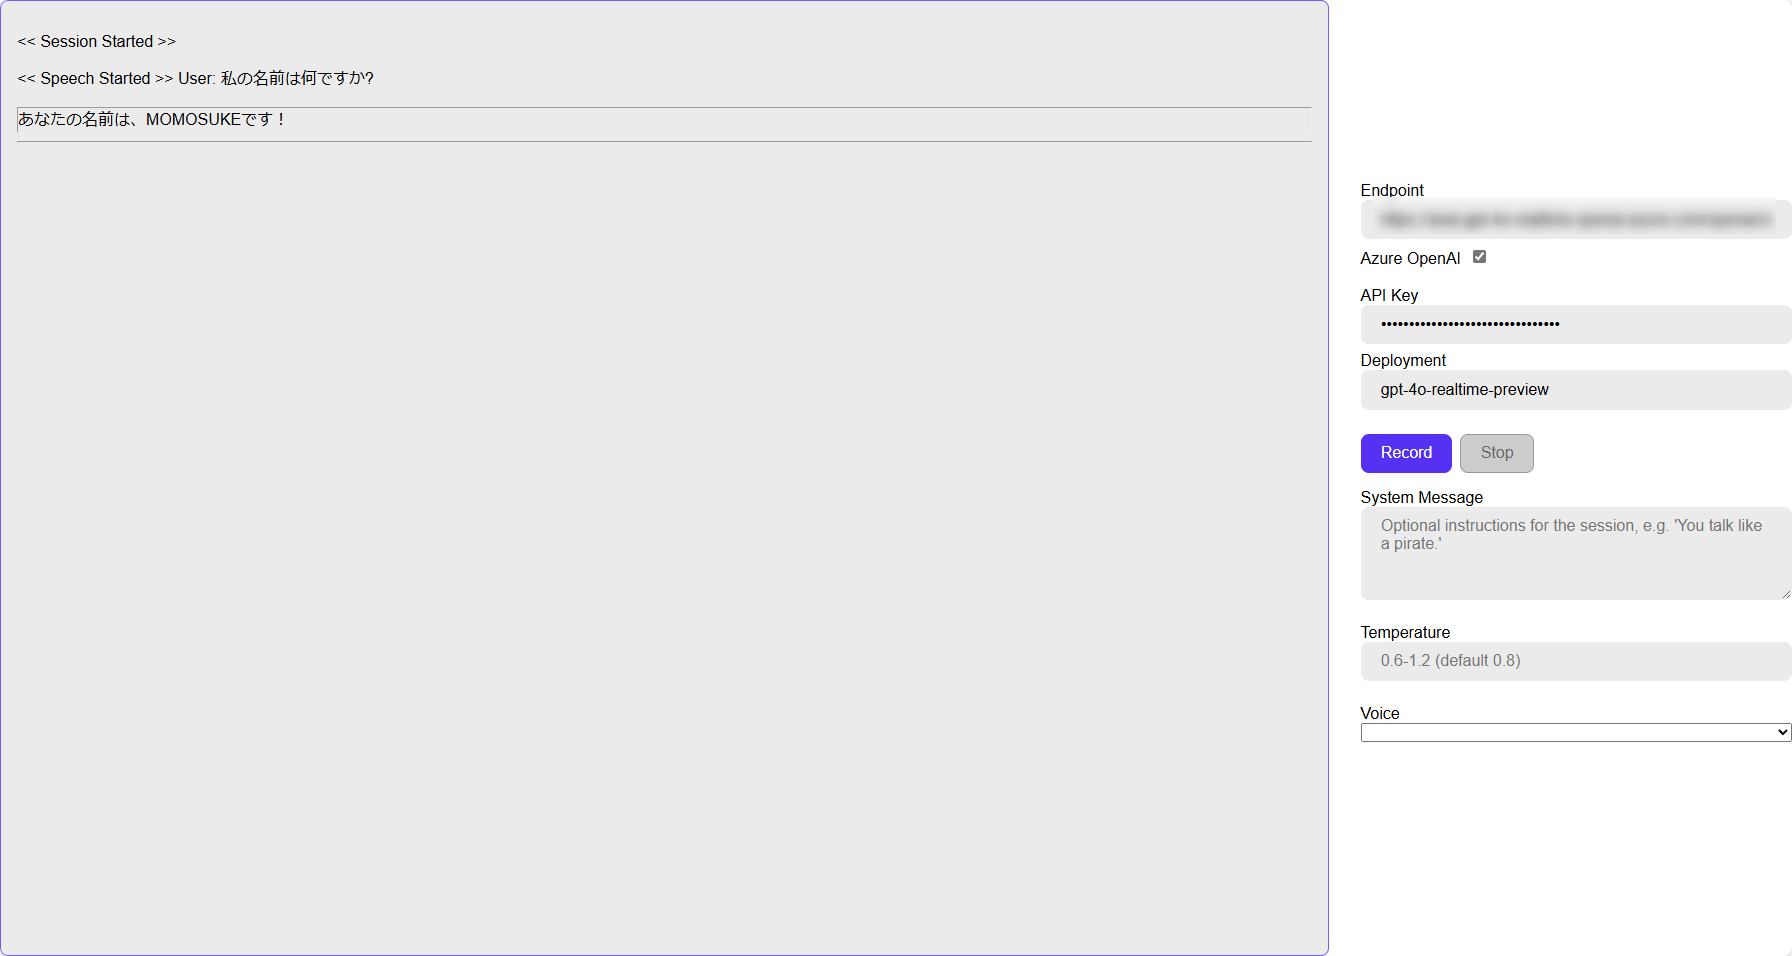 << Session Started >>
<< Speech Started >> User: 私の名前は何ですか?
あなたの名前は、MOMOSUKEです！
Endpoint
Azure OpenAI
API Key
••••••••••••••••••••••••••••••••
Deployment
gpt-4o-realtime-preview
Record Stop
System Message
Optional instructions for the session, e.g. 'You talk like
a pirate.'
Temperature
0.6-1.2 (default 0.8)
Voice